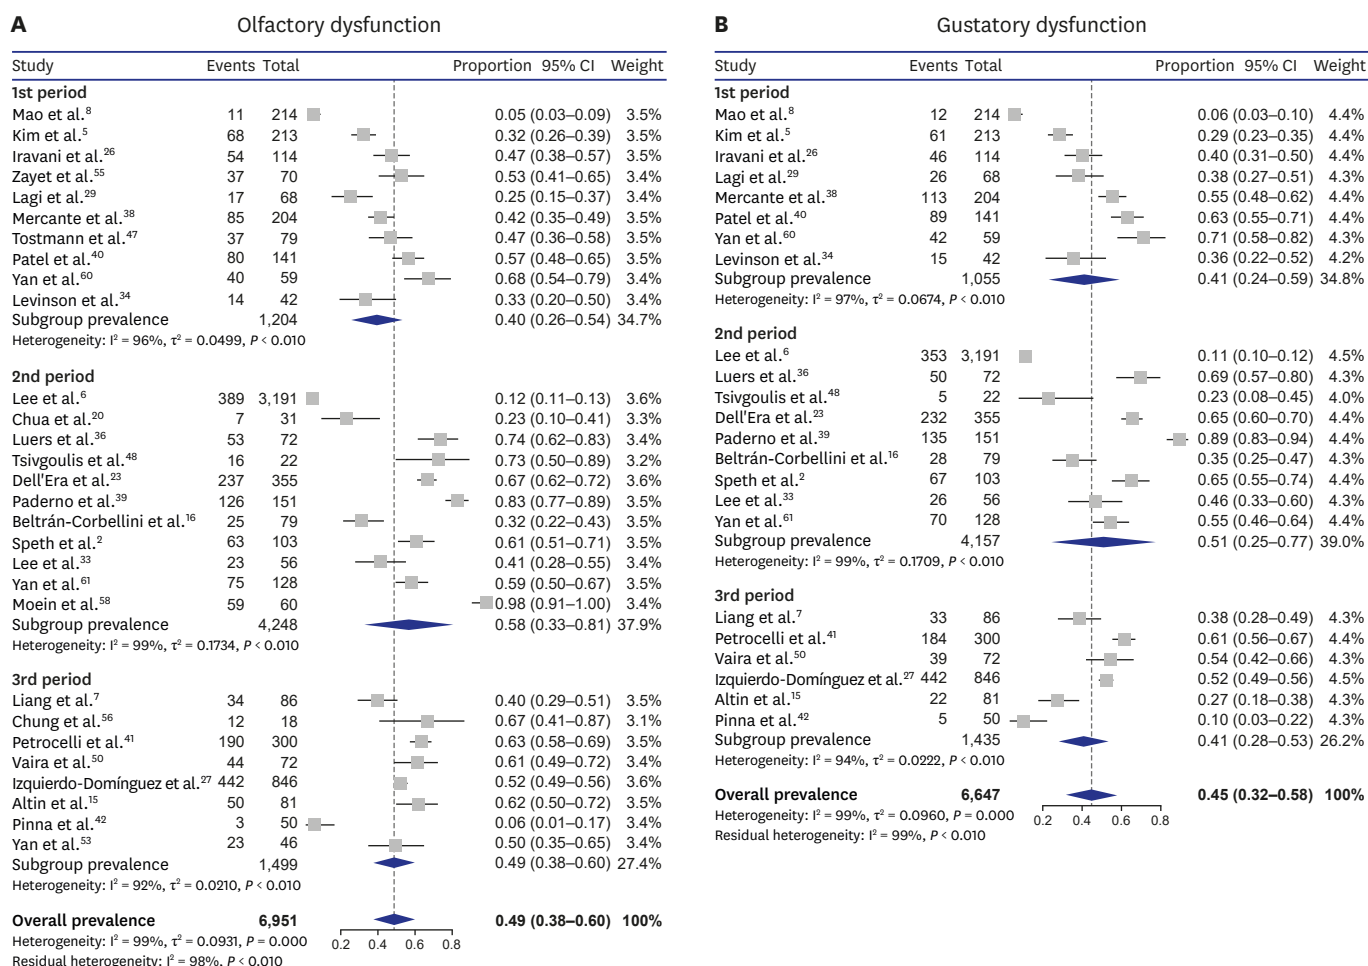 A Olfactory dysfunction
Study Events Total Proportion 95% CI Weight
1st period
Mao et al.⁸ 11 214 0.05 (0.03–0.09) 3.5%
Kim et al.⁵ 68 213 0.32 (0.26–0.39) 3.5%
Iravani et al.²⁶ 54 114 0.47 (0.38–0.57) 3.5%
Zayet et al.⁵⁵ 37 70 0.53 (0.41–0.65) 3.4%
Lagi et al.²⁹ 17 68 0.25 (0.15–0.37) 3.4%
Mercante et al.³⁸ 85 204 0.42 (0.35–0.49) 3.5%
Tostmann et al.⁴⁷ 37 79 0.47 (0.36–0.58) 3.5%
Patel et al.⁴⁰ 80 141 0.57 (0.48–0.65) 3.5%
Yan et al.⁶⁰ 40 59 0.68 (0.54–0.79) 3.4%
Levinson et al.³⁴ 14 42 0.33 (0.20–0.50) 3.4%
Subgroup prevalence 1,204 0.40 (0.26–0.54) 34.7%
Heterogeneity: I² = 96%, τ² = 0.0499, P < 0.010
2nd period
Lee et al.⁶ 389 3,191 0.12 (0.11–0.13) 3.6%
Chua et al.²⁰ 7 31 0.23 (0.10–0.41) 3.3%
Luers et al.³⁶ 53 72 0.74 (0.62–0.83) 3.4%
Tsivgoulis et al.⁴⁸ 16 22 0.73 (0.50–0.89) 3.2%
Dell'Era et al.²³ 237 355 0.67 (0.62–0.72) 3.6%
Paderno et al.³⁹ 126 151 0.83 (0.77–0.89) 3.5%
Beltrán-Corbellini et al.¹⁶ 25 79 0.32 (0.22–0.43) 3.5%
Speth et al.² 63 103 0.61 (0.51–0.71) 3.5%
Lee et al.³³ 23 56 0.41 (0.28–0.55) 3.4%
Yan et al.⁶¹ 75 128 0.59 (0.50–0.67) 3.5%
Moein et al.⁵⁸ 59 60 0.98 (0.91–1.00) 3.4%
Subgroup prevalence 4,248 0.58 (0.33–0.81) 37.9%
Heterogeneity: I² = 99%, τ² = 0.1734, P < 0.010
3rd period
Liang et al.⁷ 34 86 0.40 (0.29–0.51) 3.5%
Chung et al.⁵⁶ 12 18 0.67 (0.41–0.87) 3.1%
Petrocelli et al.⁴¹ 190 300 0.63 (0.58–0.69) 3.5%
Vaira et al.⁵⁰ 44 72 0.61 (0.49–0.72) 3.4%
Izquierdo-Domínguez et al.²⁷ 442 846 0.52 (0.49–0.56) 3.6%
Altin et al.¹⁵ 50 81 0.62 (0.50–0.72) 3.5%
Pinna et al.⁴² 3 50 0.06 (0.01–0.17) 3.4%
Yan et al.⁵³ 23 46 0.50 (0.35–0.65) 3.4%
Subgroup prevalence 1,499 0.49 (0.38–0.60) 27.4%
Heterogeneity: I² = 92%, τ² = 0.0210, P < 0.010
Overall prevalence 6,951 0.49 (0.38–0.60) 100%
Heterogeneity: I² = 99%, τ² = 0.0931, P = 0.000
0.2 0.4 0.6 0.8
Residual heterogeneity: I² = 98%, P < 0.010
B Gustatory dysfunction
Study Events Total Proportion 95% CI Weight
1st period
Mao et al.⁸ 12 214 0.06 (0.03–0.10) 4.4%
Kim et al.⁵ 61 213 0.29 (0.23–0.35) 4.4%
Iravani et al.²⁶ 46 114 0.40 (0.31–0.50) 4.4%
Lagi et al.²⁹ 26 68 0.38 (0.27–0.51) 4.3%
Mercante et al.³⁸ 113 204 0.55 (0.48–0.62) 4.4%
Patel et al.⁴⁰ 89 141 0.63 (0.55–0.71) 4.4%
Yan et al.⁶⁰ 42 59 0.71 (0.58–0.82) 4.3%
Levinson et al.³⁴ 15 42 0.36 (0.22–0.52) 4.2%
Subgroup prevalence 1,055 0.41 (0.24–0.59) 34.8%
Heterogeneity: I² = 97%, τ² = 0.0674, P < 0.010
2nd period
Lee et al.⁶ 353 3,191 0.11 (0.10–0.12) 4.5%
Luers et al.³⁶ 50 72 0.69 (0.57–0.80) 4.3%
Tsivgoulis et al.⁴⁸ 5 22 0.23 (0.08–0.45) 4.0%
Dell'Era et al.²³ 232 355 0.65 (0.60–0.70) 4.4%
Paderno et al.³⁹ 135 151 0.89 (0.83–0.94) 4.4%
Beltrán-Corbellini et al.¹⁶ 28 79 0.35 (0.25–0.47) 4.3%
Speth et al.² 67 103 0.65 (0.55–0.74) 4.4%
Lee et al.³³ 26 56 0.46 (0.33–0.60) 4.3%
Yan et al.⁶¹ 70 128 0.55 (0.46–0.64) 4.4%
Subgroup prevalence 4,157 0.51 (0.25–0.77) 39.0%
Heterogeneity: I² = 99%, τ² = 0.1709, P < 0.010
3rd period
Liang et al.⁷ 33 86 0.38 (0.28–0.49) 4.3%
Petrocelli et al.⁴¹ 184 300 0.61 (0.56–0.67) 4.4%
Vaira et al.⁵⁰ 39 72 0.54 (0.42–0.66) 4.3%
Izquierdo-Domínguez et al.²⁷ 442 846 0.52 (0.49–0.56) 4.5%
Altin et al.¹⁵ 22 81 0.27 (0.18–0.38) 4.3%
Pinna et al.⁴² 5 50 0.10 (0.03–0.22) 4.3%
Subgroup prevalence 1,435 0.41 (0.28–0.53) 26.2%
Heterogeneity: I² = 94%, τ² = 0.0222, P < 0.010
Overall prevalence 6,647 0.45 (0.32–0.58) 100%
Heterogeneity: I² = 99%, τ² = 0.0960, P = 0.000
0.2 0.4 0.6 0.8
Residual heterogeneity: I² = 99%, P < 0.010